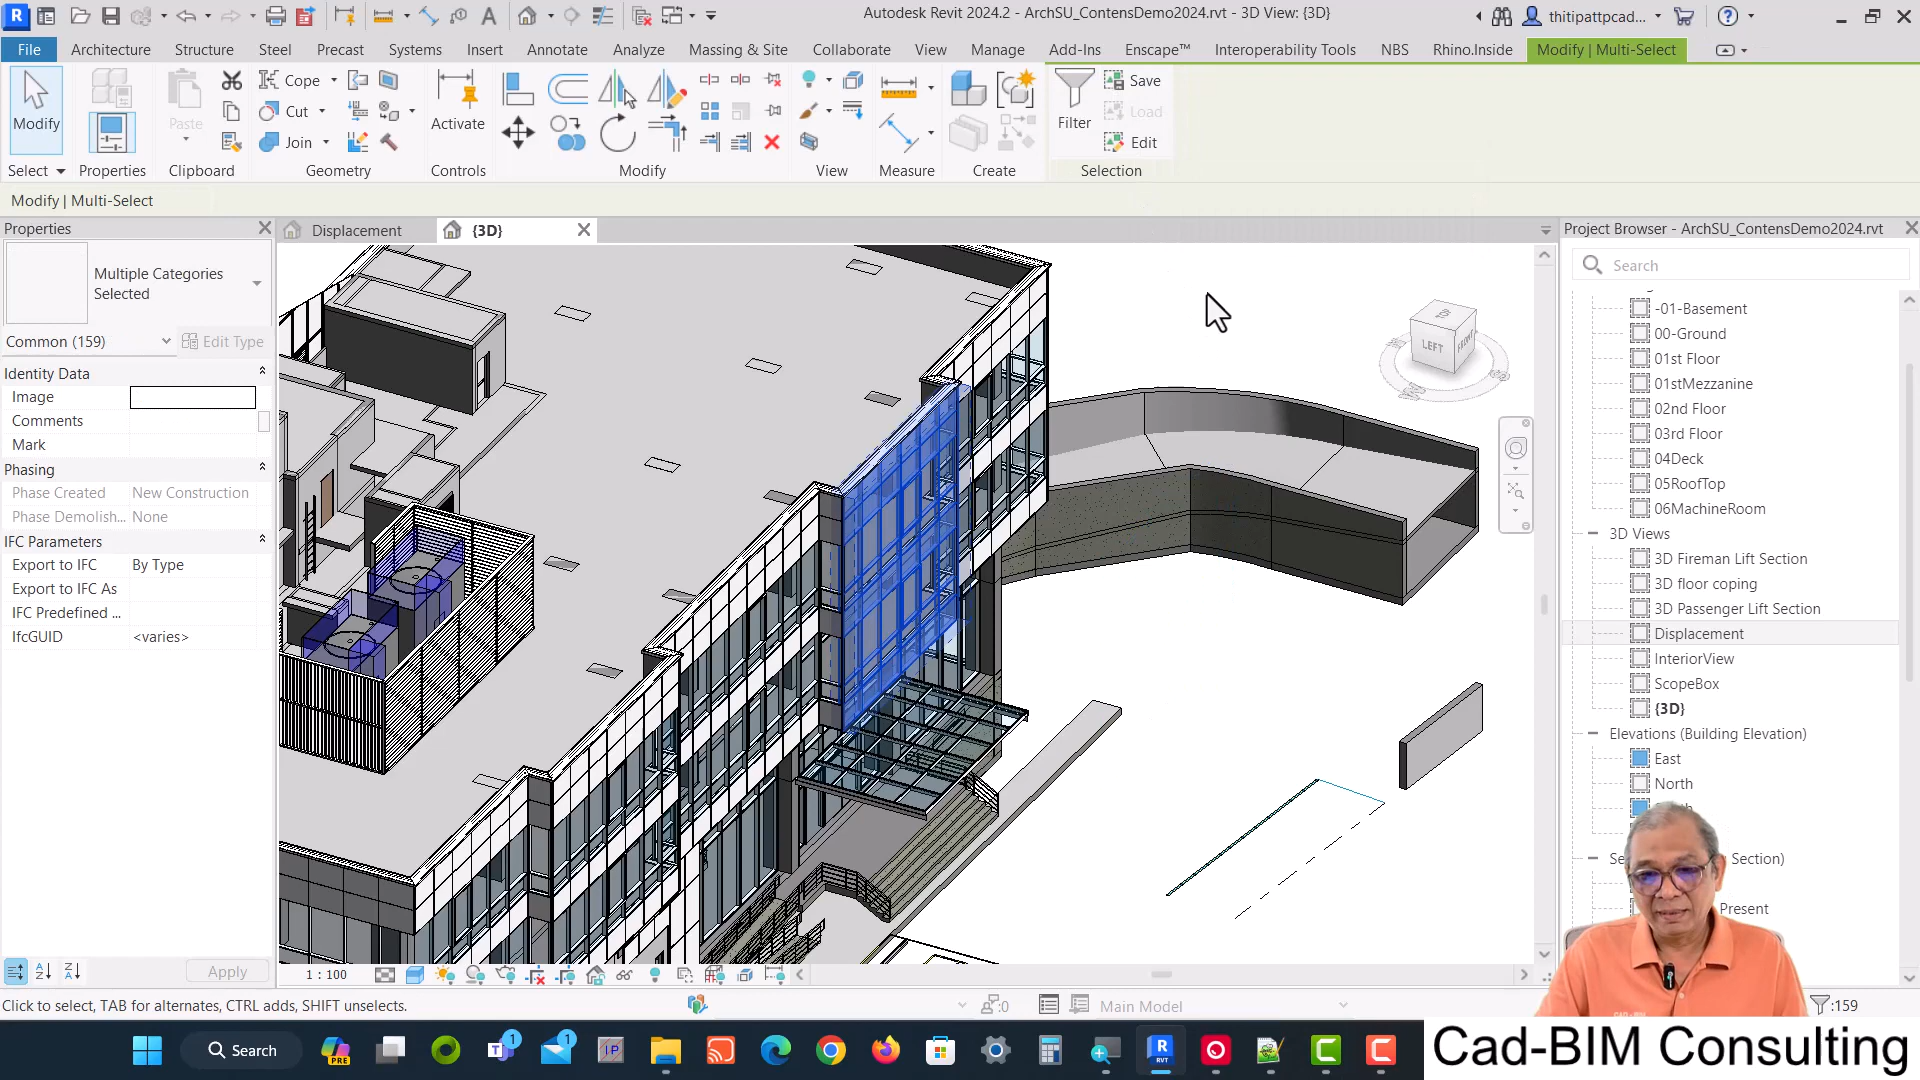 Autodesk Revit 2024.2 - ArchSU_ContensDemo2024.rvt - 3D View: {3D}
thitipattpcad...
File Architecture Structure Steel Precast Systems Insert Annotate Analyze Massing & Site Collaborate View Manage Add-Ins Enscape™ Interoperability Tools NBS Rhino.Inside Modify | Multi-Select
Modify
Paste
Cope
Cut
Join
Activate
Filter
Save
Load
Edit
Select Properties Clipboard Geometry Controls Modify View Measure Create Selection
Modify | Multi-Select
Properties
Multiple Categories
Selected
Common (159)
Edit Type
Identity Data
Image
Comments
Mark
Phasing
Phase Created New Construction
Phase Demolish... None
IFC Parameters
Export to IFC By Type
Export to IFC As
IFC Predefined ...
IfcGUID <varies>
Apply
Displacement
{3D}
LEFT
FRONT
1 : 100
Project Browser - ArchSU_ContensDemo2024.rvt
Search
-01-Basement
00-Ground
01st Floor
01stMezzanine
02nd Floor
03rd Floor
04Deck
05RoofTop
06MachineRoom
3D Views
3D Fireman Lift Section
3D floor coping
3D Passenger Lift Section
Displacement
InteriorView
ScopeBox
{3D}
Elevations (Building Elevation)
East
North
Section)
Present
Click to select, TAB for alternates, CTRL adds, SHIFT unselects.
:0
Main Model
:159
Search
PRE
1
1
IP
RVT
Cad-BIM Consulting